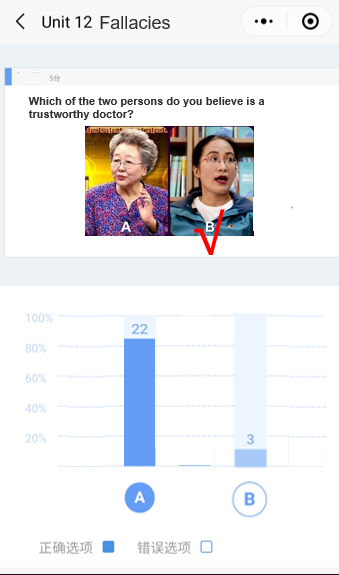 Unit 12 Fallacies
5分
Which of the two persons do you believe is a
trustworthy doctor?
A
B
100%
80%
60%
40%
20%
22
3
A
B
正确选项
错误选项